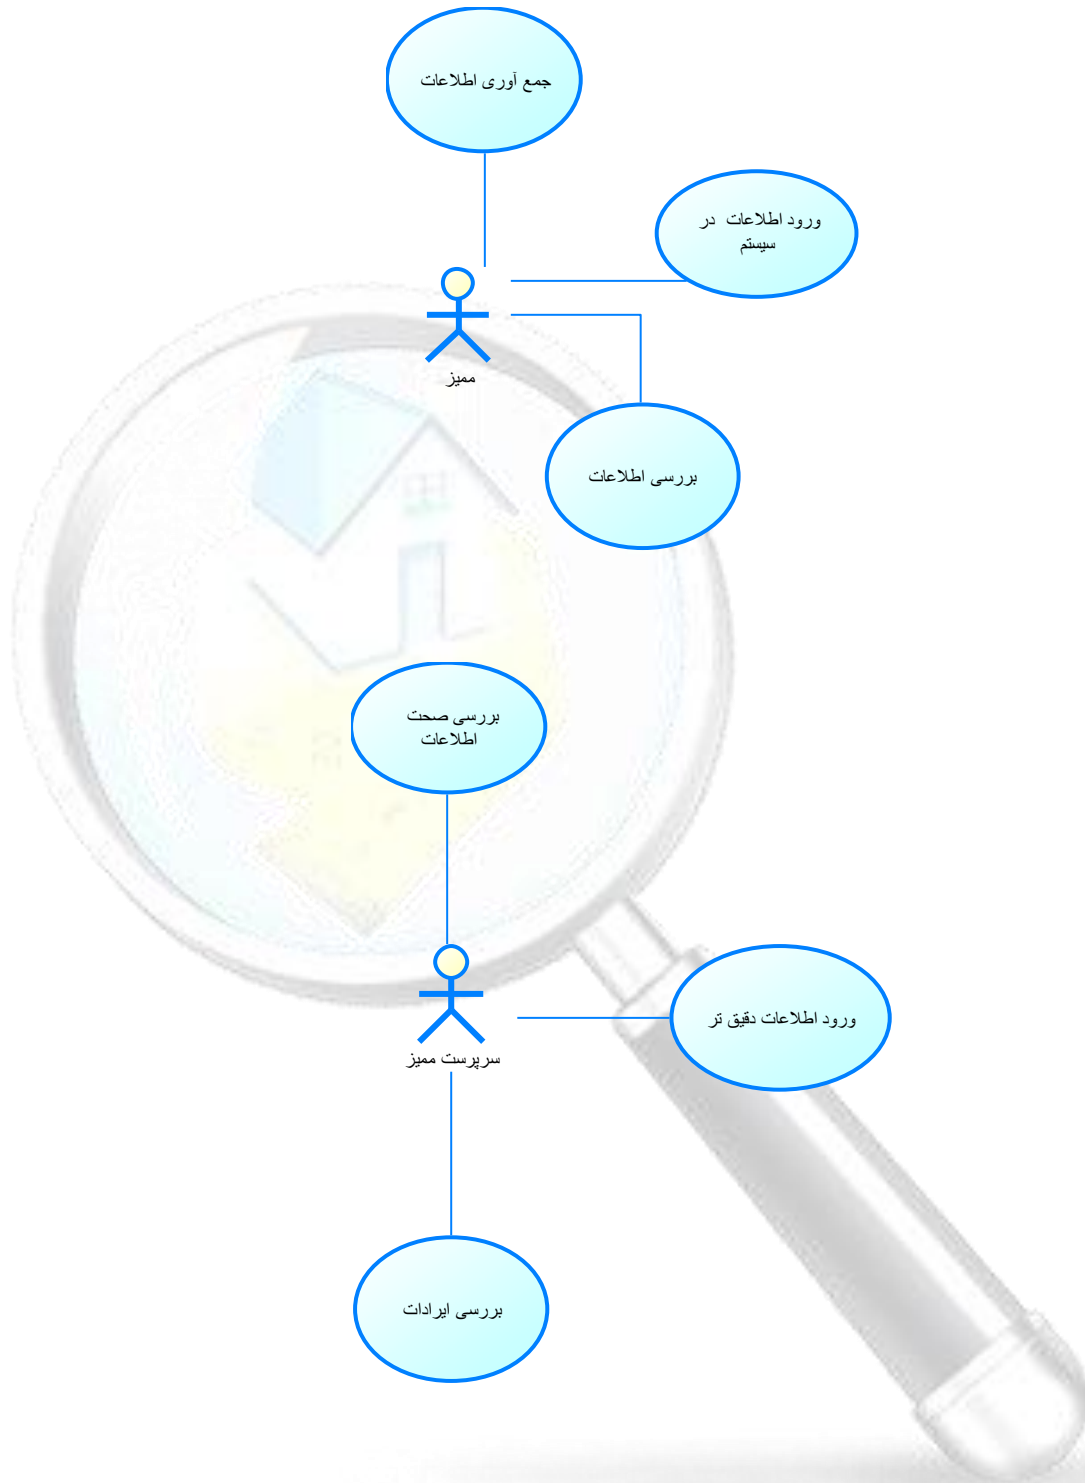 جمع آوری اطلاعات
ورود اطلاعات در
سیستم
ممیز
بررسی اطلاعات
بررسی صحت
اطلاعات
ورود اطلاعات دقیق تر
سرپرست ممیز
بررسی ایرادات